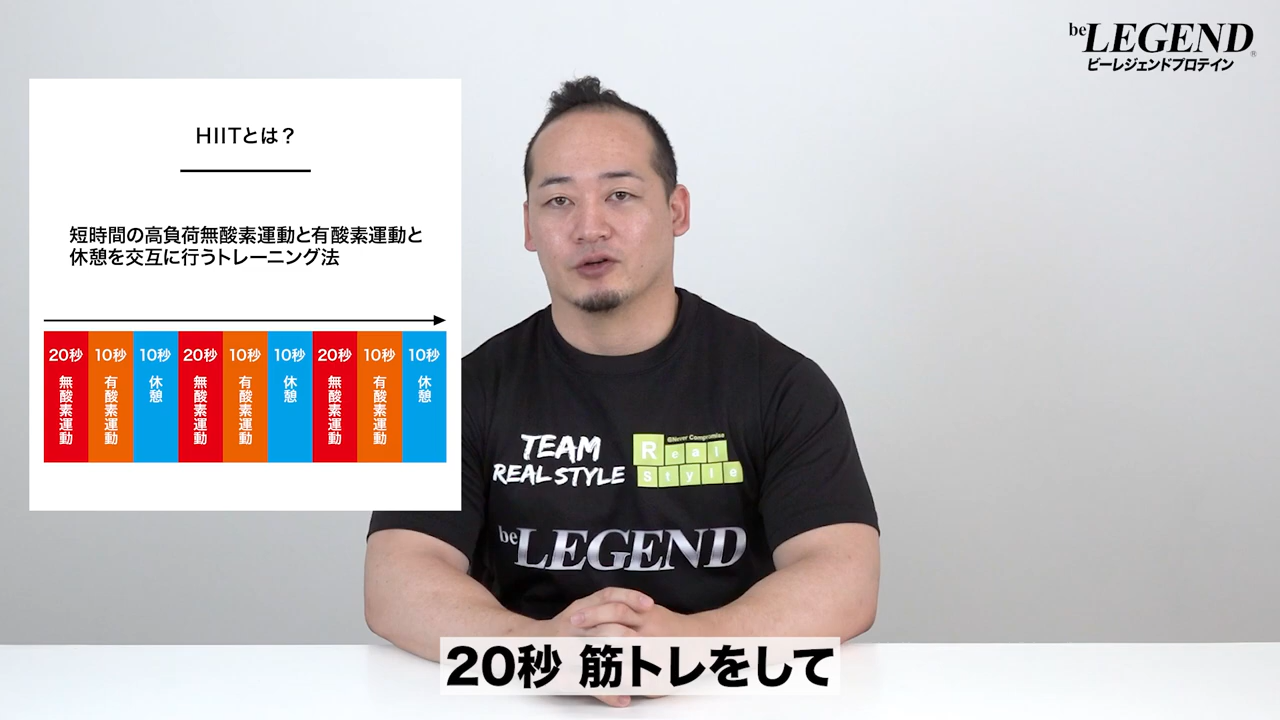 be LEGEND®
ビーレジェンドプロテイン
HIITとは?
短時間の高負荷無酸素運動と有酸素運動と
休憩を交互に行うトレーニング法
20秒 10秒 10秒 20秒 10秒 10秒 20秒 10秒 10秒
無酸素運動 有酸素運動 休憩 無酸素運動 有酸素運動 休憩 無酸素運動 有酸素運動 休憩
TEAM
REAL STYLE
@Never Compromise
Real
Style
be LEGEND
20秒 筋トレをして